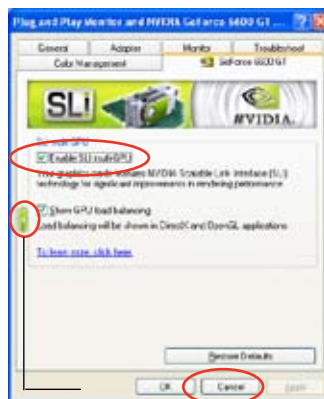 Plug and Play Monitor and NVIDIA GeForce 6600 GT ...
General
Adapter
Monitor
Troubleshoot
Color Management
GeForce 6600 GT
SLI
NVIDIA.
Enable SLI multi-GPU
Your graphics card features NVIDIA Scalable Link Interface (SLI)
technology for significant improvements in rendering performance
Show GPU load balancing
Load balancing will be shown in DirectX and OpenGL applications
To learn more, click here.
Restore Defaults
OK
Cancel
Apply